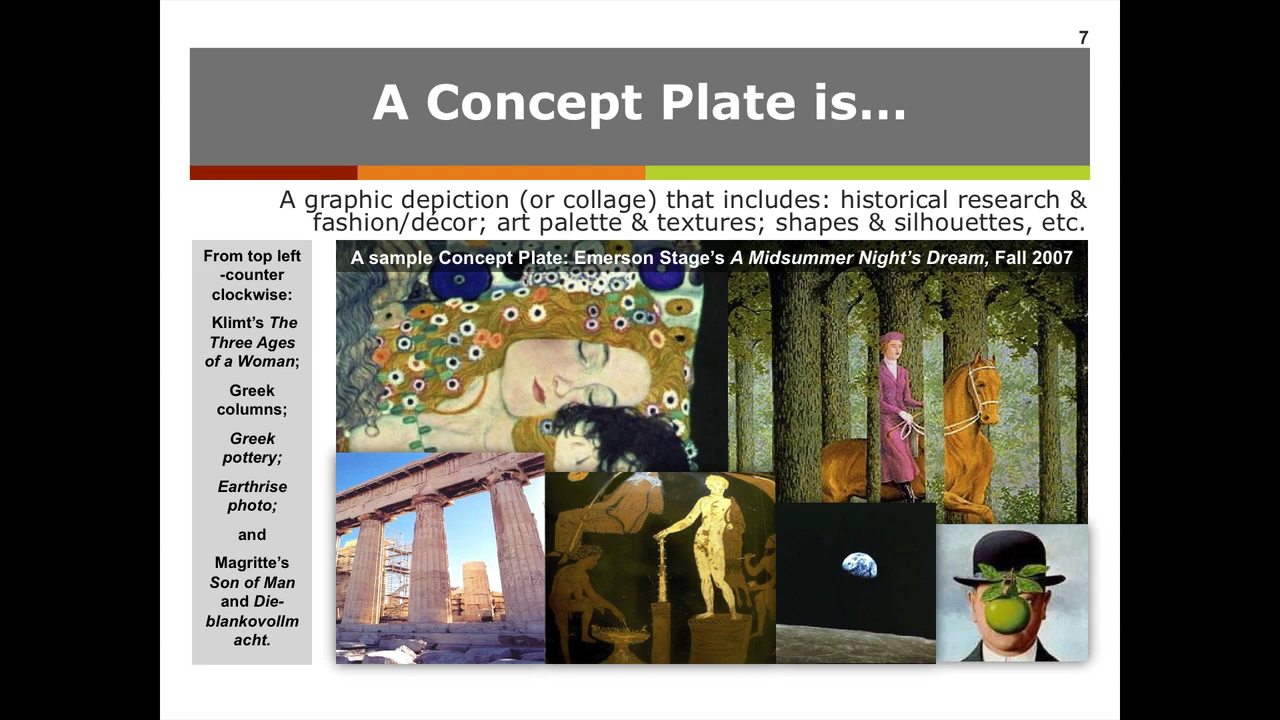 7
A Concept Plate is...
A graphic depiction (or collage) that includes: historical research &
fashion/décor; art palette & textures; shapes & silhouettes, etc.
From top left
-counter
clockwise:
Klimt's The
Three Ages
of a Woman;
Greek
columns;
Greek
pottery;
Earthrise
photo;
and
Magritte's
Son of Man
and Die-
blankovollm
acht.
A sample Concept Plate: Emerson Stage's A Midsummer Night's Dream, Fall 2007